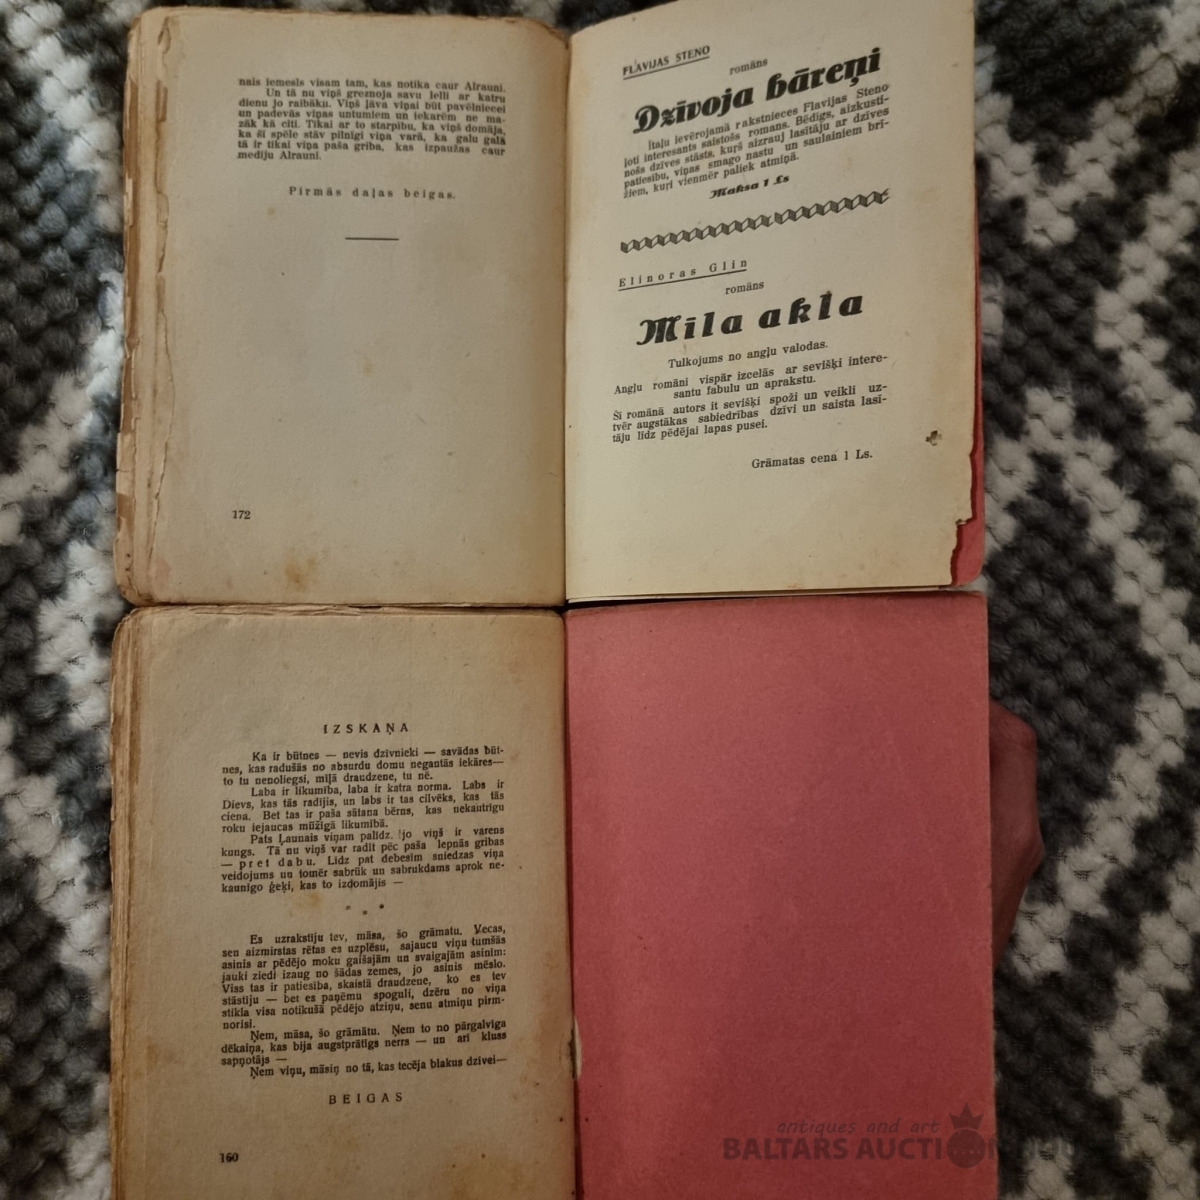 nais iemesls visam tam, kas notika caur Alrauni.
Un tā nu viņš greznoja savu lelli ar katru
dienu jo raibāku. Viņš ļāva viņai būt pavēlniecei
un padevās viņas untumiem un iekarēm ne ma-
zāk kā citi. Tikai ar to starpību, ka viņš domāja,
ka šī spēle stāv pilnīgi viņa varā, ka galu galā
tā ir tikai viņa paša griba, kas izpaužas caur
mediju Alrauni.
Pirmās daļas beigas.
172
FLAVIJAS STENO
romāns
Dzīvoja bāreņi
Itaļu ievērojamā rakstnieces Flavijas Steno
ļoti interesants saistošs romans. Bēdīgs, aizkusti-
nošs dzīves stāsts, kurš aizrauj lasītāju ar dzīves
patiesību, viņas smago nastu un saulainiem brī-
žiem, kuŗi vienmēr paliek atmiņā.
Maksa 1 Ls
Elinoras Glin
romāns
Mīla akla
Tulkojums no angļu valodas.
Angļu romāni vispār izcelās ar sevišķi intere-
santu fabulu un aprakstu.
Šī romānā autors it sevišķi spoži un veikli uz-
tvēr augstākas sabiedrības dzīvi un saista lasī-
tāju līdz pēdējai lapas pusei.
Grāmatas cena 1 Ls.
IZSKAŅA
Ka ir būtnes — nevis dzīvnieki — savādas būt-
nes, kas radušās no absurdu domu negantās iekāres—
to tu nenoliegsi, mīļā draudzene, tu nē.
Laba ir likumība, laba ir katra norma. Labs ir
Dievs, kas tās radījis, un labs ir tas cilvēks, kas tās
ciena. Bet tas ir paša sātana bērns, kas nekautrīgu
roku iejaucas mūžīgā likumībā.
Pats Ļaunais viņam palīdz, jo viņš ir varens
kungs. Tā nu viņš var radīt pēc paša lepnās gribas
— pret dabu. Līdz pat debesīm sniedzas viņa
veidojums un tomēr sabrūk un sabrukdams aprok ne-
kaunīgo ģeķi, kas to izdomājis —
* * *
Es uzrakstīju tev, māsa, šo grāmatu. Vecas,
sen aizmirstas rētas es uzplēsu, sajaucu viņu tumšās
asinis ar pēdējo moku gaišajām un svaigajām asinīm:
jauki ziedi izaug no šādas zemes, jo asinis mēslo.
Viss tas ir patiesība, skaistā draudzene, ko es tev
stāstīju — bet es paņēmu spoguli, dzēru no viņa
stikla visa notikušā pēdējo atziņu, senu atmiņu pirm-
norisi.
Ņem, māsa, šo grāmatu. Ņem to no pārgalvīga
dēkaiņa, kas bija augstprātīgs nerrs — un arī kluss
sapņotājs —
Ņem viņu, māsiņ no tā, kas tecēja blakus dzīvei—
BEIGAS
160
antiques and art
BALTARS AUCTION